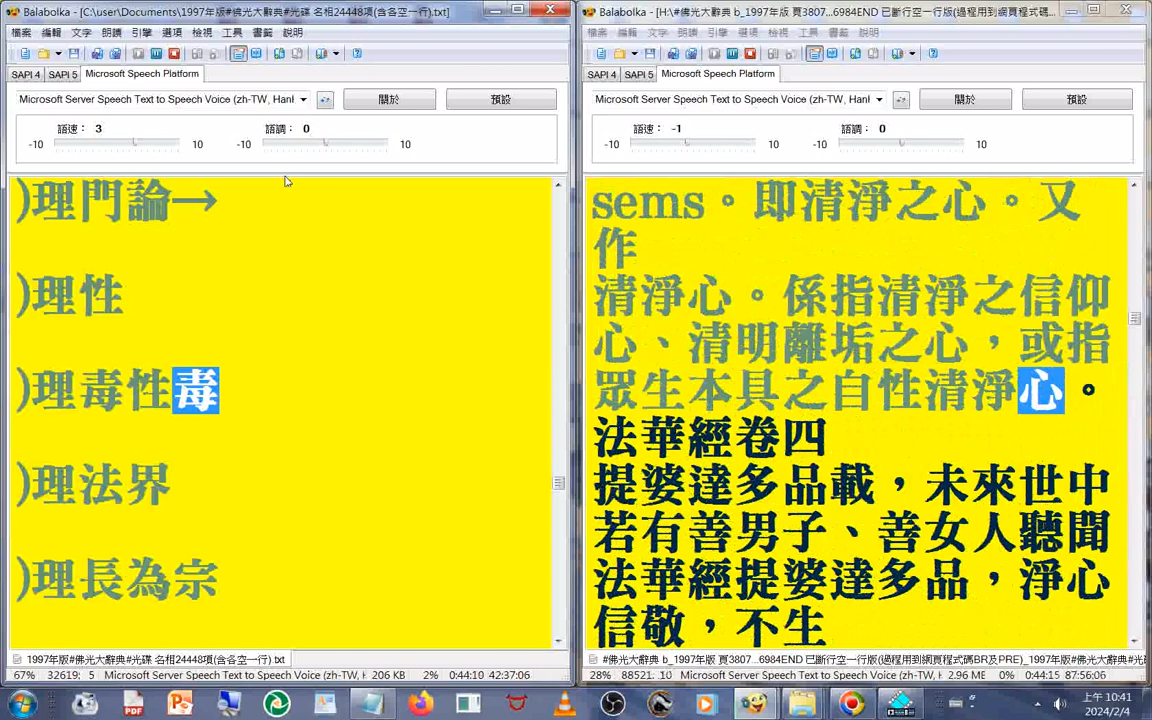 Balabolka - [C:\user\Documents\1997年版#佛光大辭典#光碟 名相24448項(含各空一行).txt]
檔案 編輯 文字 朗讀 引擎 選項 檢視 工具 書籤 說明
SAPI 4 SAPI 5 Microsoft Speech Platform
Microsoft Server Speech Text to Speech Voice (zh-TW, Hanl 關於 預設
語速： 3 語調： 0
-10 10 -10 10
)理門論→
)理性
)理毒性毒
)理法界
)理長為宗
1997年版#佛光大辭典#光碟 名相24448項(含各空一行).txt
67% 32619: 5 Microsoft Server Speech Text to Speech Voice (zh-TW, H 206 KB 2% 0:44:10 42:37:06
Balabolka - [H:\#佛光大辭典 b_1997年版 頁3807...6984END 已斷行空一行版(過程用到網頁程式碼...
檔案 編輯 文字 朗讀 引擎 選項 檢視 工具 書籤 說明
SAPI 4 SAPI 5 Microsoft Speech Platform
Microsoft Server Speech Text to Speech Voice (zh-TW, Hanl 關於 預設
語速： -1 語調： 0
-10 10 -10 10
sems。即清淨之心。又
作
清淨心。係指清淨之信仰
心、清明離垢之心，或指
眾生本具之自性清淨心。
法華經卷四
提婆達多品載，未來世中
若有善男子、善女人聽聞
法華經提婆達多品，淨心
信敬，不生
#佛光大辭典 b_1997年版 頁3807...6984END 已斷行空一行版(過程用到網頁程式碼BR及PRE)_1997年版#光
28% 88521: 10 Microsoft Server Speech Text to Speech Voice (zh-TW, H 2.96 ME 0% 0:44:15 87:56:06
上午 10:41
2024/2/4